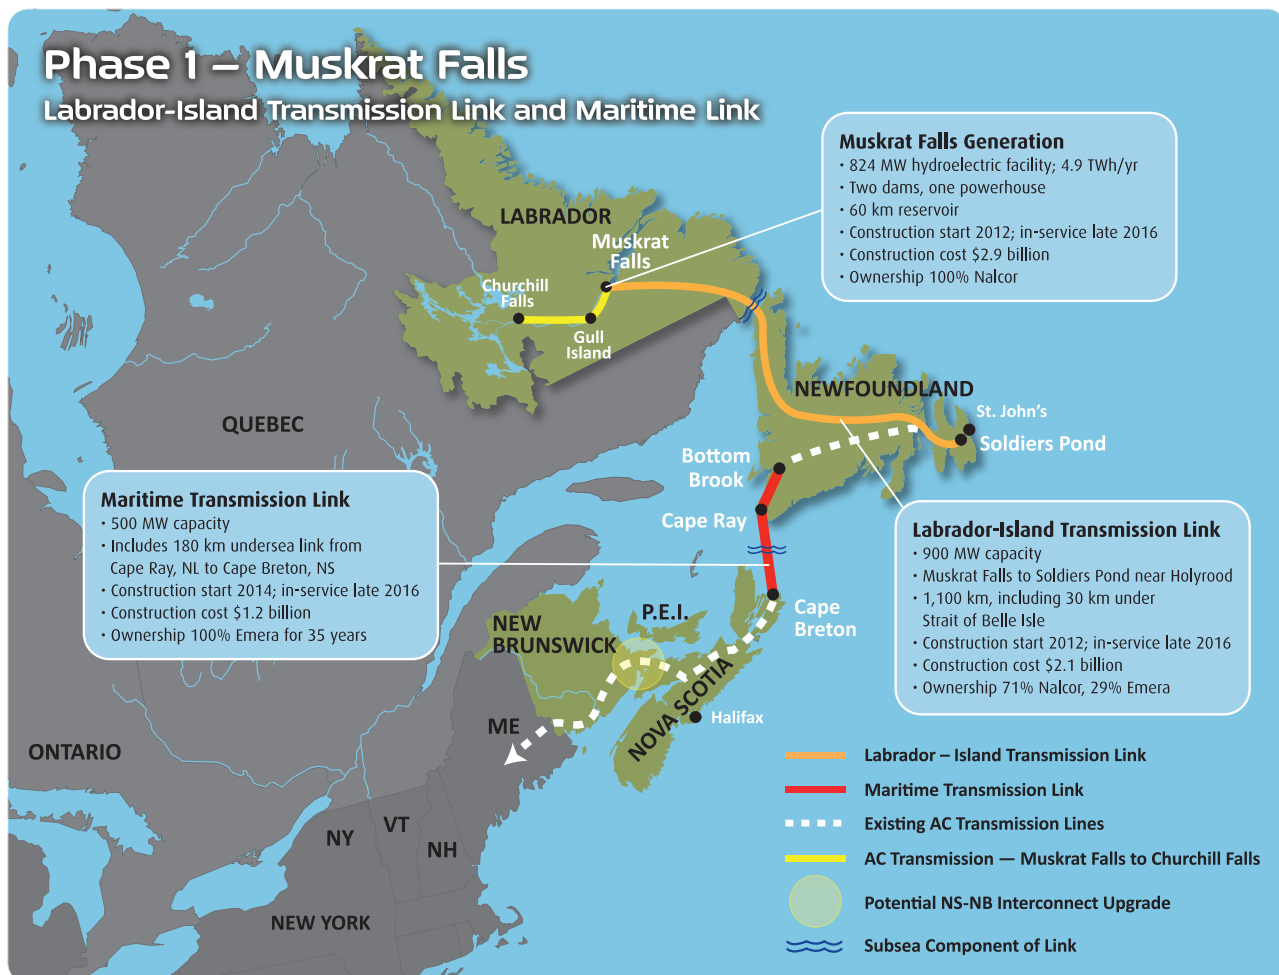 Phase 1 – Muskrat Falls
Labrador-Island Transmission Link and Maritime Link
Muskrat Falls Generation
• 824 MW hydroelectric facility; 4.9 TWh/yr
• Two dams, one powerhouse
• 60 km reservoir
• Construction start 2012; in-service late 2016
• Construction cost $2.9 billion
• Ownership 100% Nalcor
LABRADOR
Muskrat
Falls
Churchill
Falls
Gull
Island
NEWFOUNDLAND
St. John's
Soldiers Pond
QUEBEC
Bottom
Brook
Cape Ray
Maritime Transmission Link
• 500 MW capacity
• Includes 180 km undersea link from
Cape Ray, NL to Cape Breton, NS
• Construction start 2014; in-service late 2016
• Construction cost $1.2 billion
• Ownership 100% Emera for 35 years
Labrador-Island Transmission Link
• 900 MW capacity
• Muskrat Falls to Soldiers Pond near Holyrood
• 1,100 km, including 30 km under
Strait of Belle Isle
• Construction start 2012; in-service late 2016
• Construction cost $2.1 billion
• Ownership 71% Nalcor, 29% Emera
P.E.I.
Cape
Breton
NEW
BRUNSWICK
NOVA SCOTIA
Halifax
ME
ONTARIO
NY
VT
NH
NEW YORK
Labrador – Island Transmission Link
Maritime Transmission Link
Existing AC Transmission Lines
AC Transmission — Muskrat Falls to Churchill Falls
Potential NS-NB Interconnect Upgrade
Subsea Component of Link